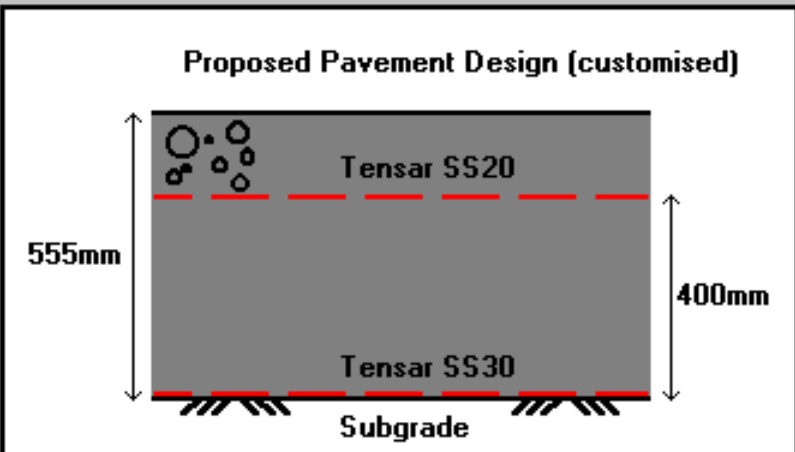 Proposed Pavement Design (customised)
Tensar SS20
555mm
400mm
Tensar SS30
Subgrade